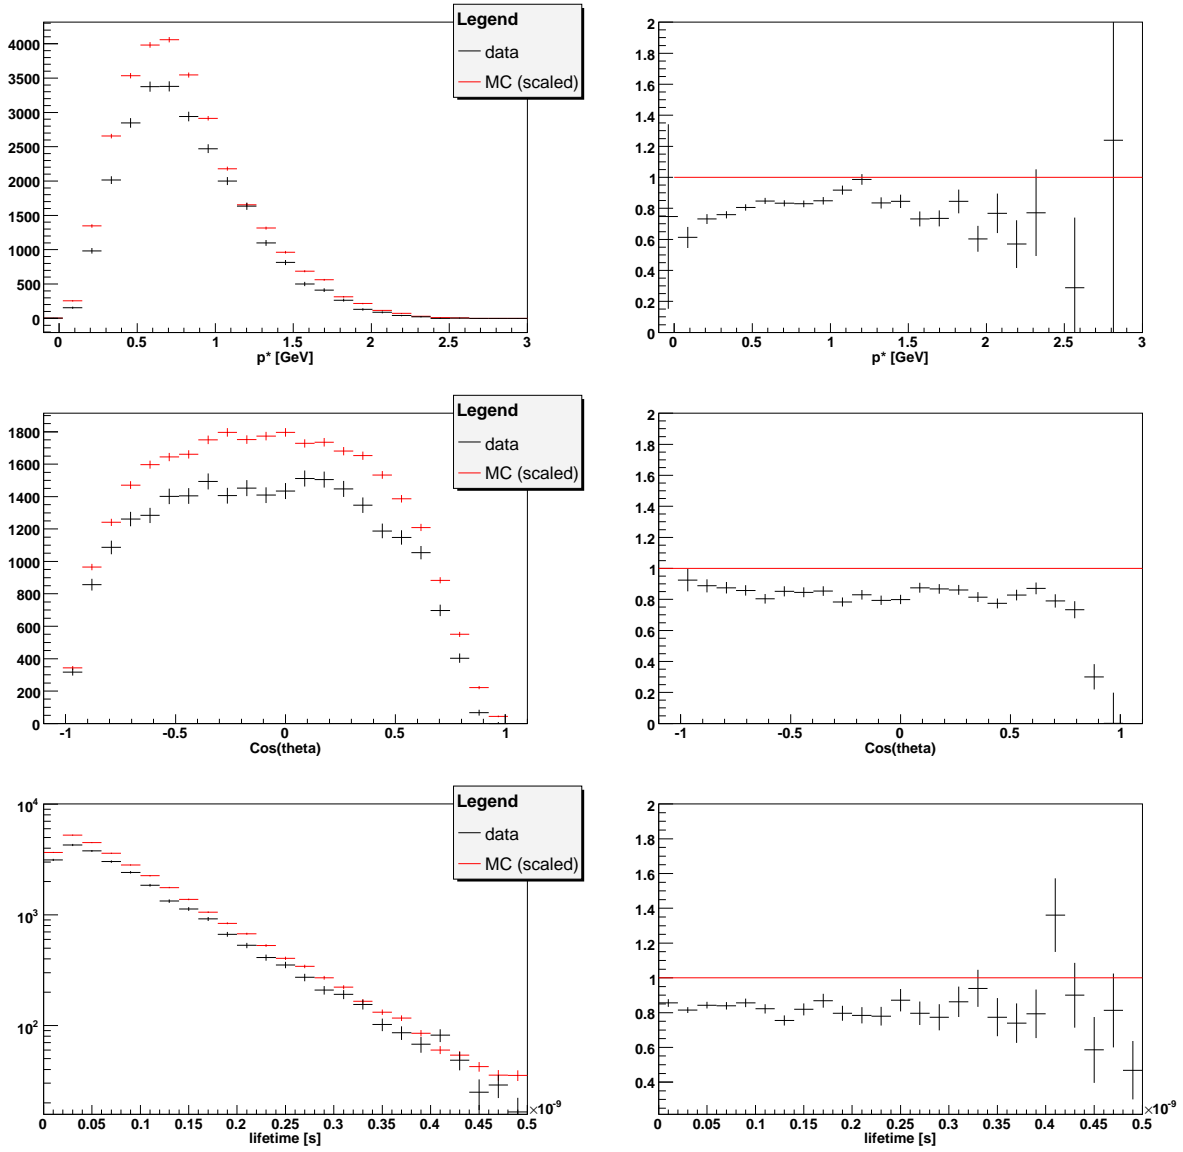 Legend
data
MC (scaled)
4000
3500
3000
2500
2000
1500
1000
500
0
0 0.5 1 1.5 2 2.5 3
p* [GeV]
2
1.8
1.6
1.4
1.2
1
0.8
0.6
0.4
0.2
0
0 0.5 1 1.5 2 2.5 3
p* [GeV]
Legend
data
MC (scaled)
1800
1600
1400
1200
1000
800
600
400
200
0
-1 -0.5 0 0.5 1
Cos(theta)
2
1.8
1.6
1.4
1.2
1
0.8
0.6
0.4
0.2
0
-1 -0.5 0 0.5 1
Cos(theta)
Legend
data
MC (scaled)
10^4
10^3
10^2
0 0.05 0.1 0.15 0.2 0.25 0.3 0.35 0.4 0.45 0.5
×10^-9
lifetime [s]
2
1.8
1.6
1.4
1.2
1
0.8
0.6
0.4
0 0.05 0.1 0.15 0.2 0.25 0.3 0.35 0.4 0.45 0.5
×10^-9
lifetime [s]